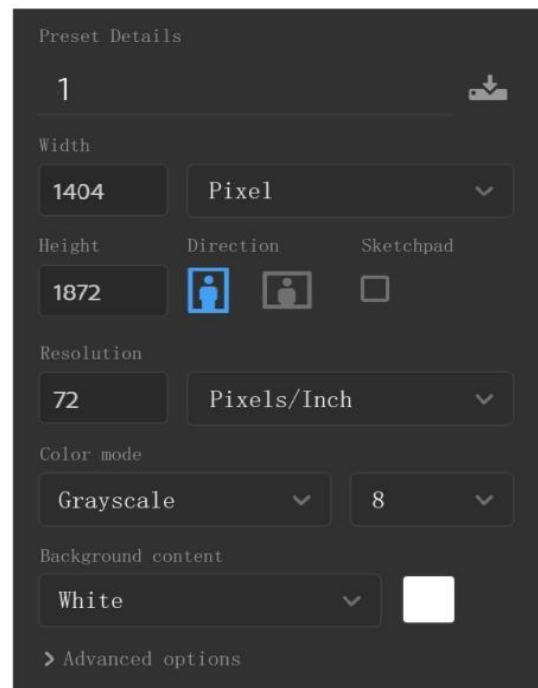 Preset Details
1
Width
1404 Pixel
Height Direction Sketchpad
1872
Resolution
72 Pixels/Inch
Color mode
Grayscale 8
Background content
White
Advanced options